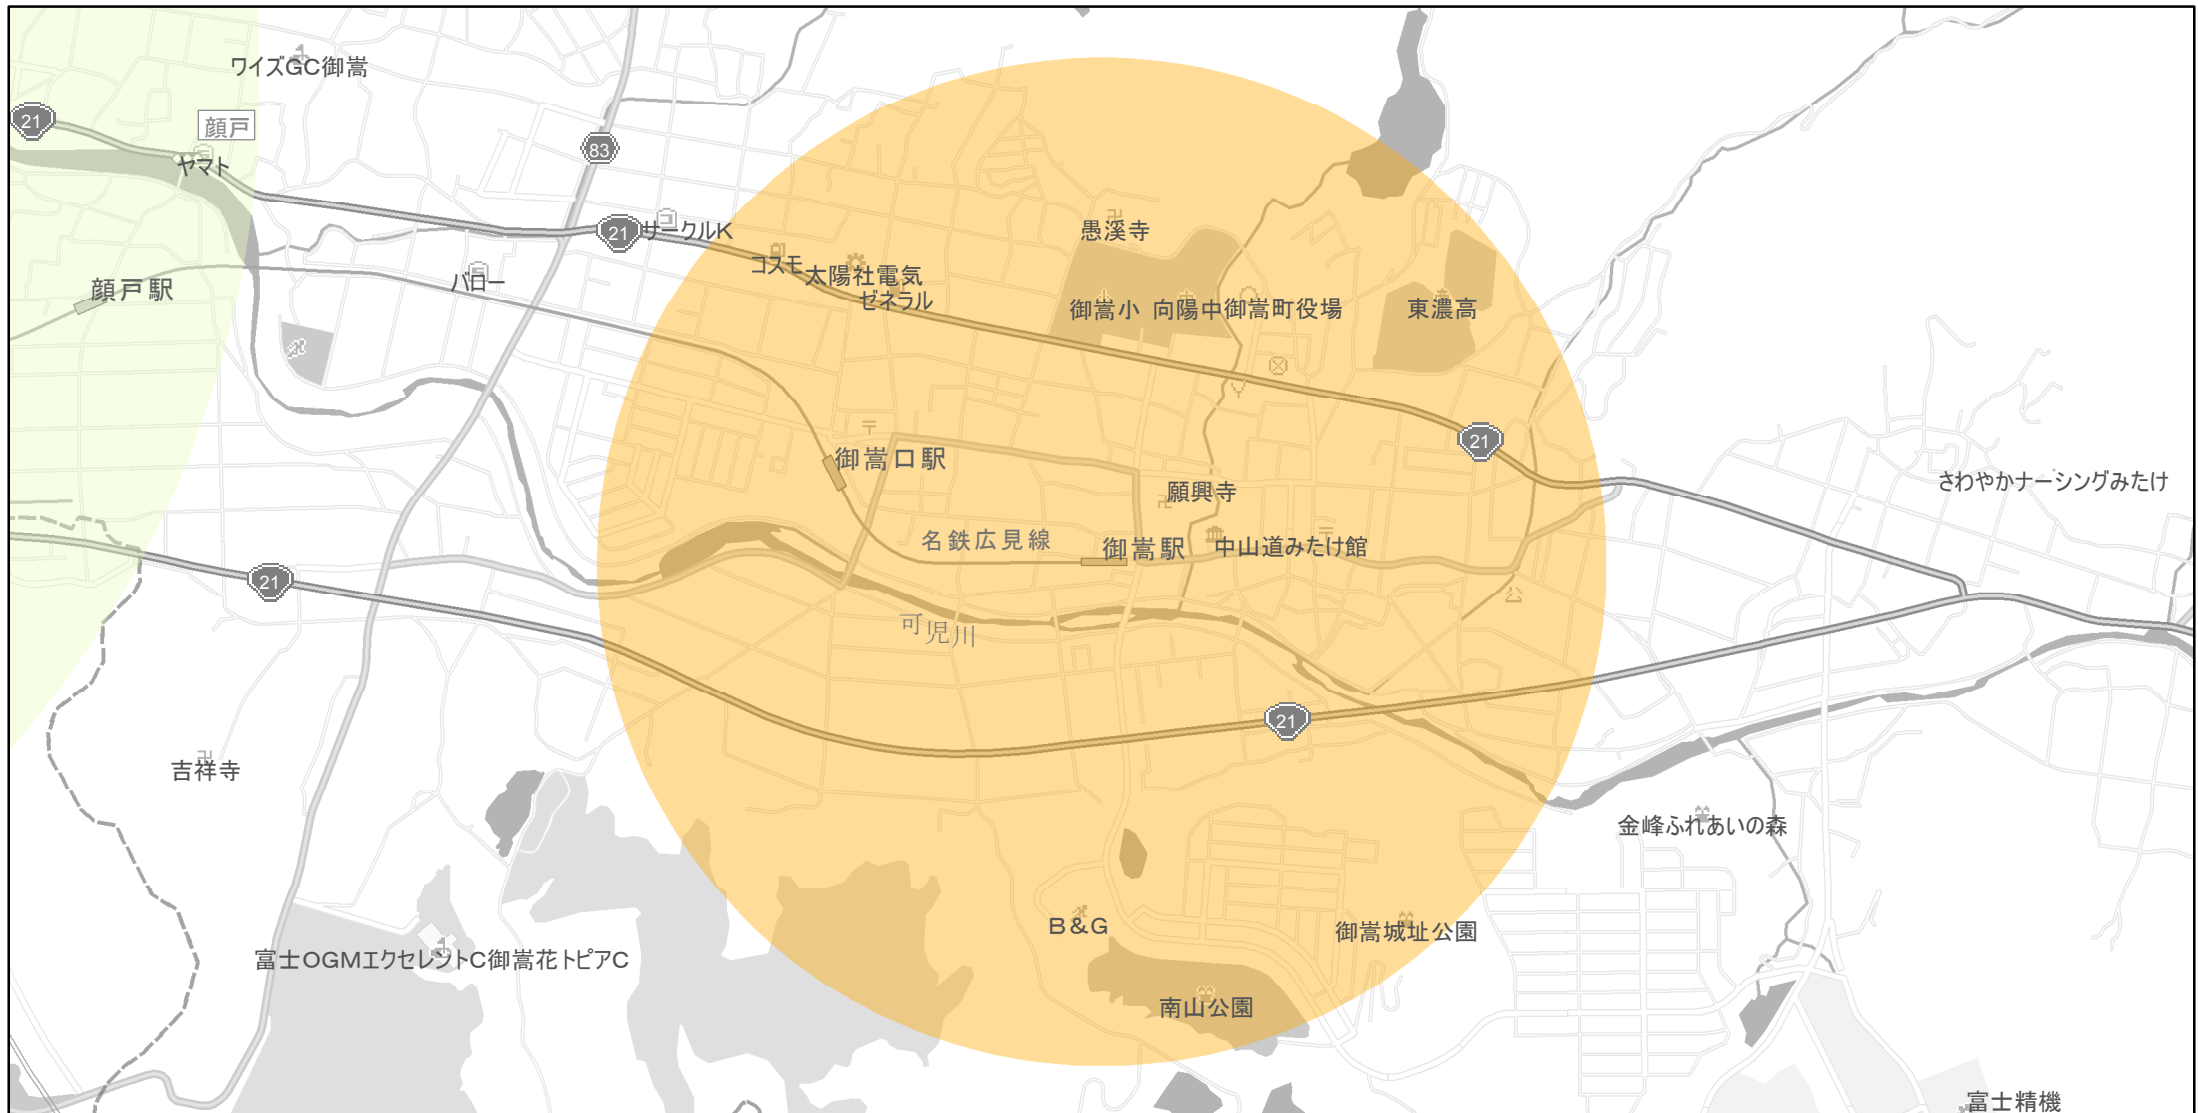 ワイズGC御嵩
21
顔戸
83
ヤマト
21
サークルK
愚渓寺
コスモ
太陽社電気
バロー
顔戸駅
ゼネラル
御嵩小
向陽中
御嵩町役場
東濃高
21
御嵩口駅
さわやかナーシングみたけ
願興寺
名鉄広見線
御嵩駅
中山道みたけ館
21
可児川
21
吉祥寺
金峰ふれあいの森
B&G
御嵩城址公園
富士OGMエクセレントC御嵩花トピアC
南山公園
富士精機